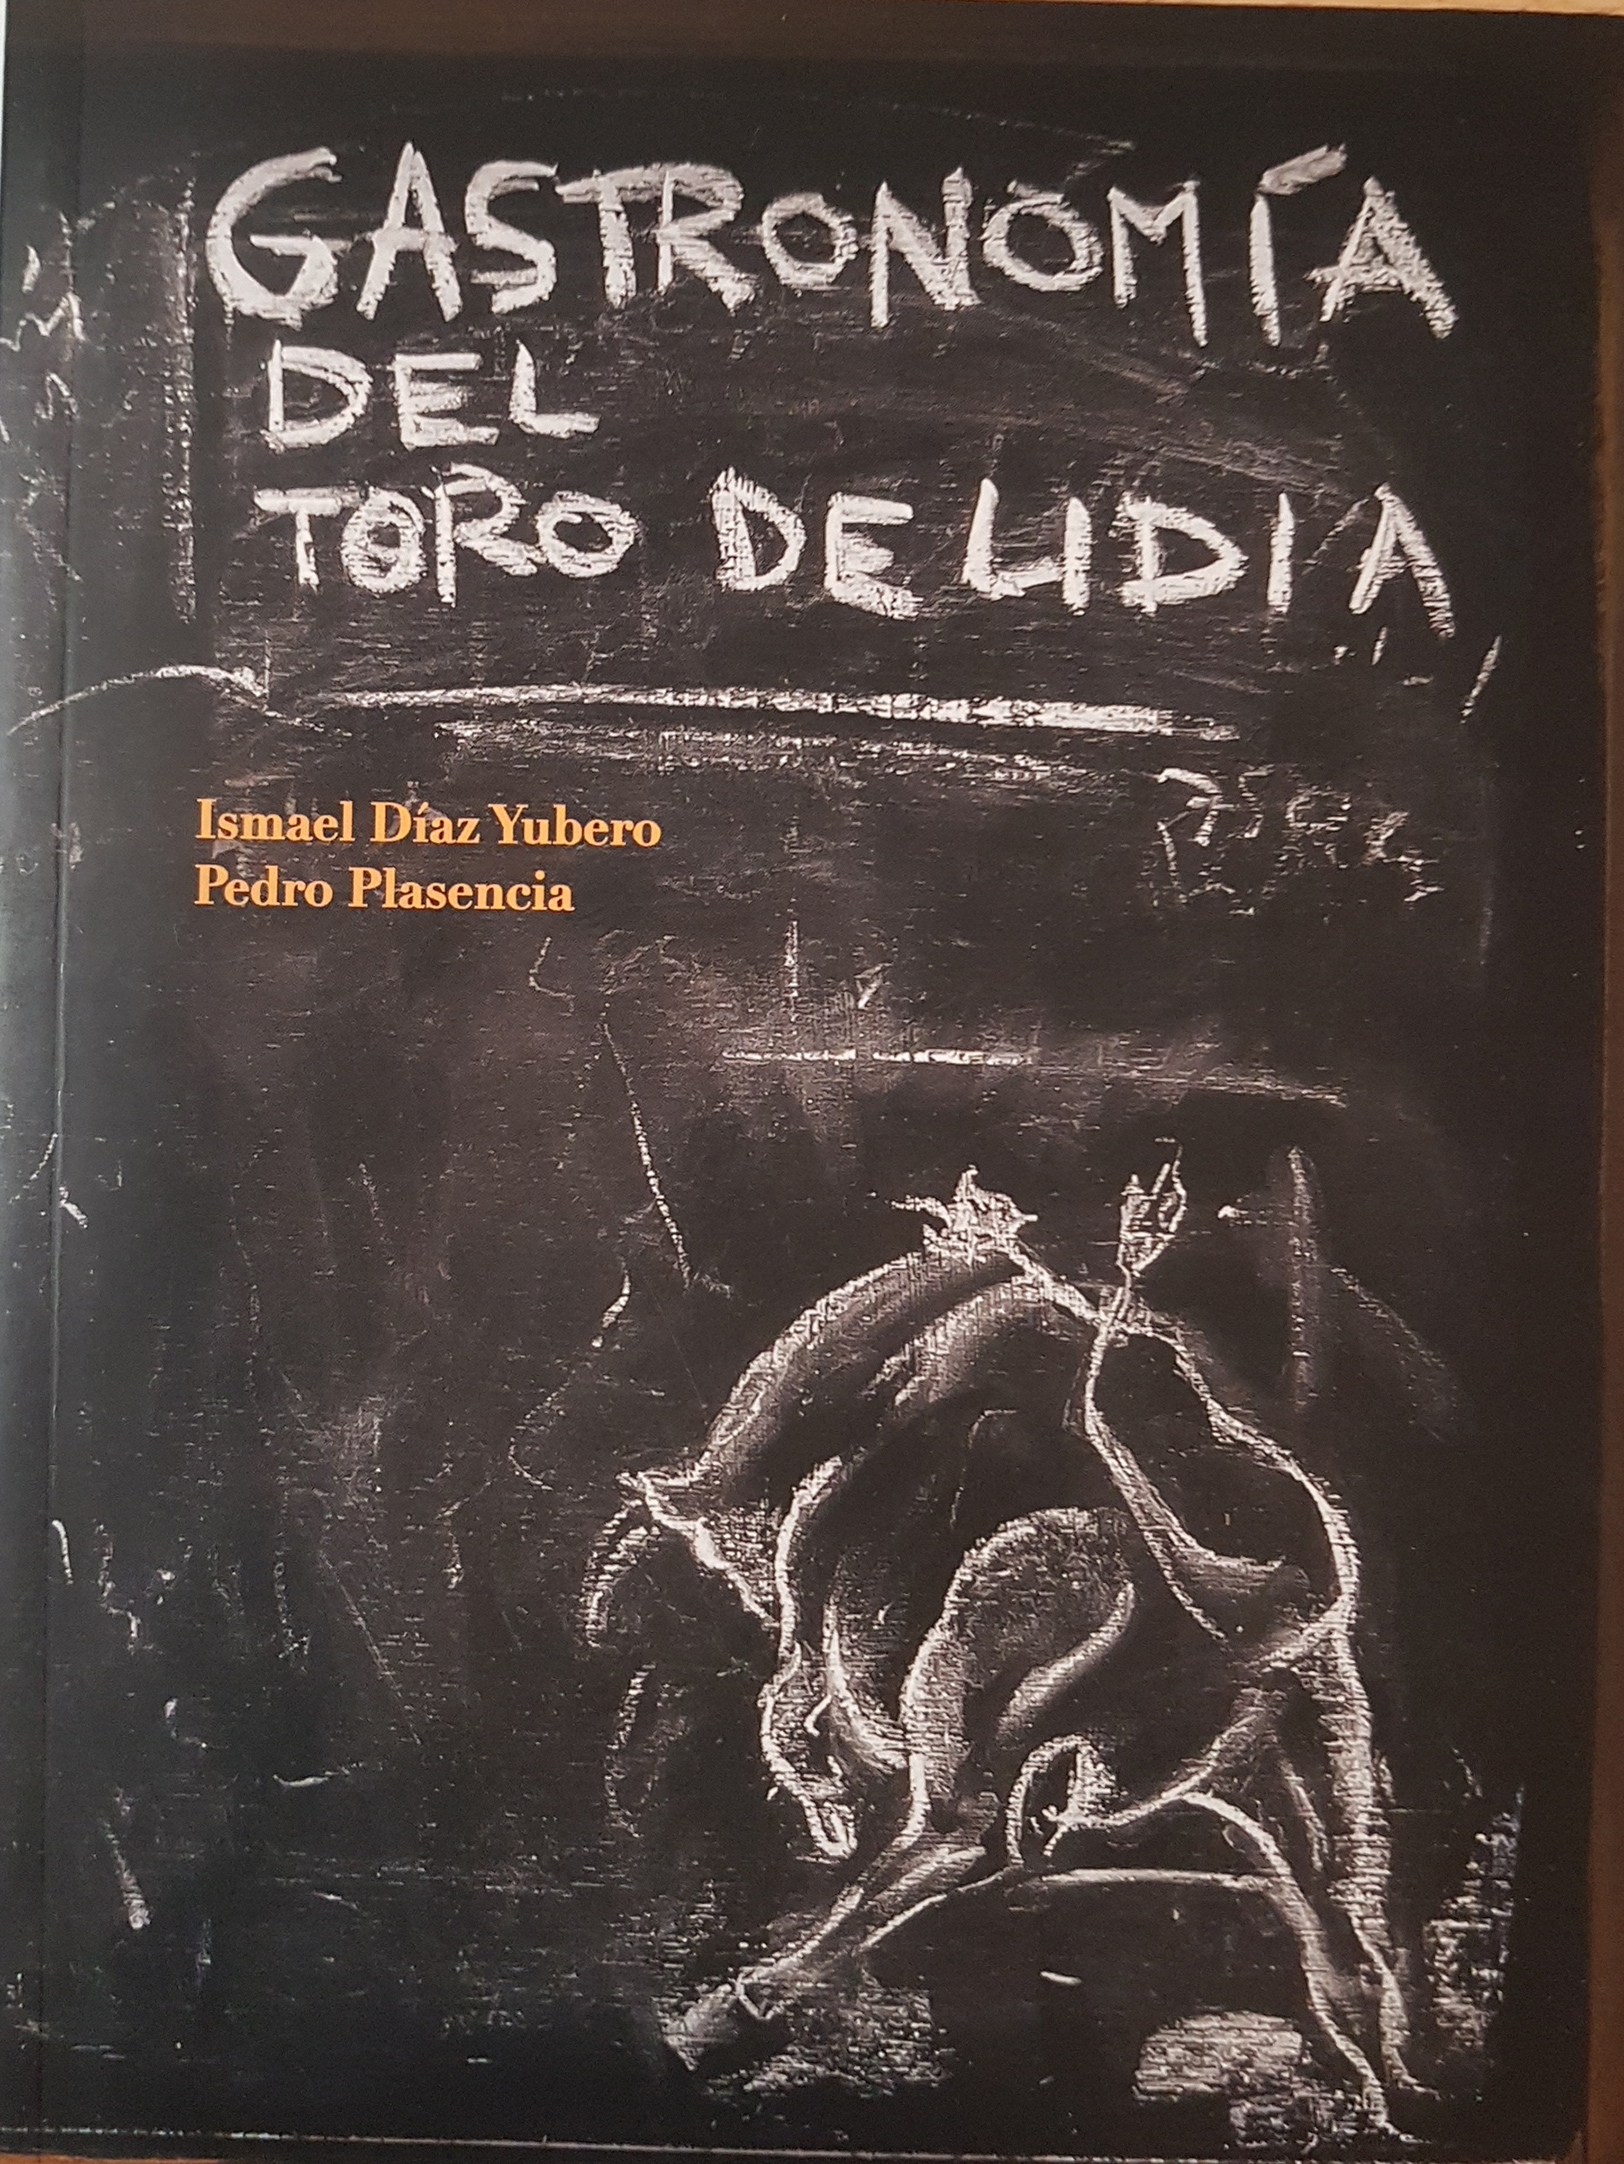 GASTRONOMÍA
DEL
TORO DE LIDIA
Ismael Díaz Yubero
Pedro Plasencia